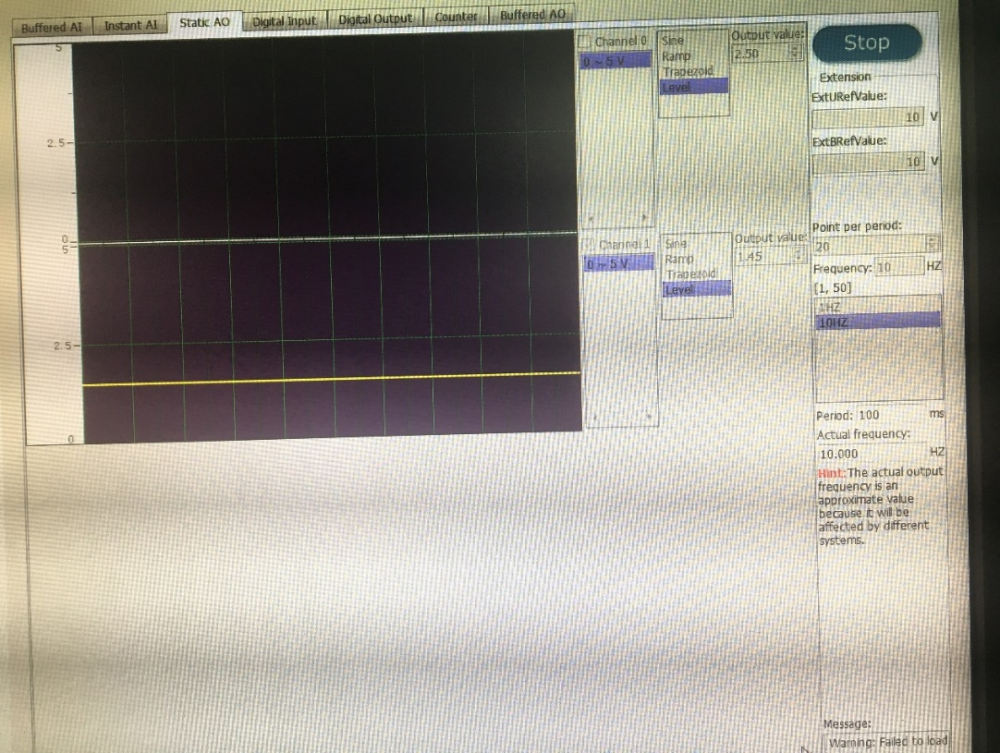 Buffered AI
Instant AI
Static AO
Digital Input
Digital Output
Counter
Buffered AO
5
2.5
0
5
2.5
0
Channel 0
0 ~ 5 V
Sine
Ramp
Trapezoid
Level
Output value:
2.50
Channel 1
0 ~ 5 V
Sine
Ramp
Trapezoid
Level
Output value:
1.45
Stop
Extension
ExtURefValue:
10 V
ExtBRefValue:
10 V
Point per period:
20
Frequency: 10 HZ
[1, 50]
1HZ
10HZ
Period: 100 ms
Actual frequency:
10.000 HZ
Hint: The actual output
frequency is an
approximate value
because it will be
affected by different
systems.
Message:
Warning: Failed to load